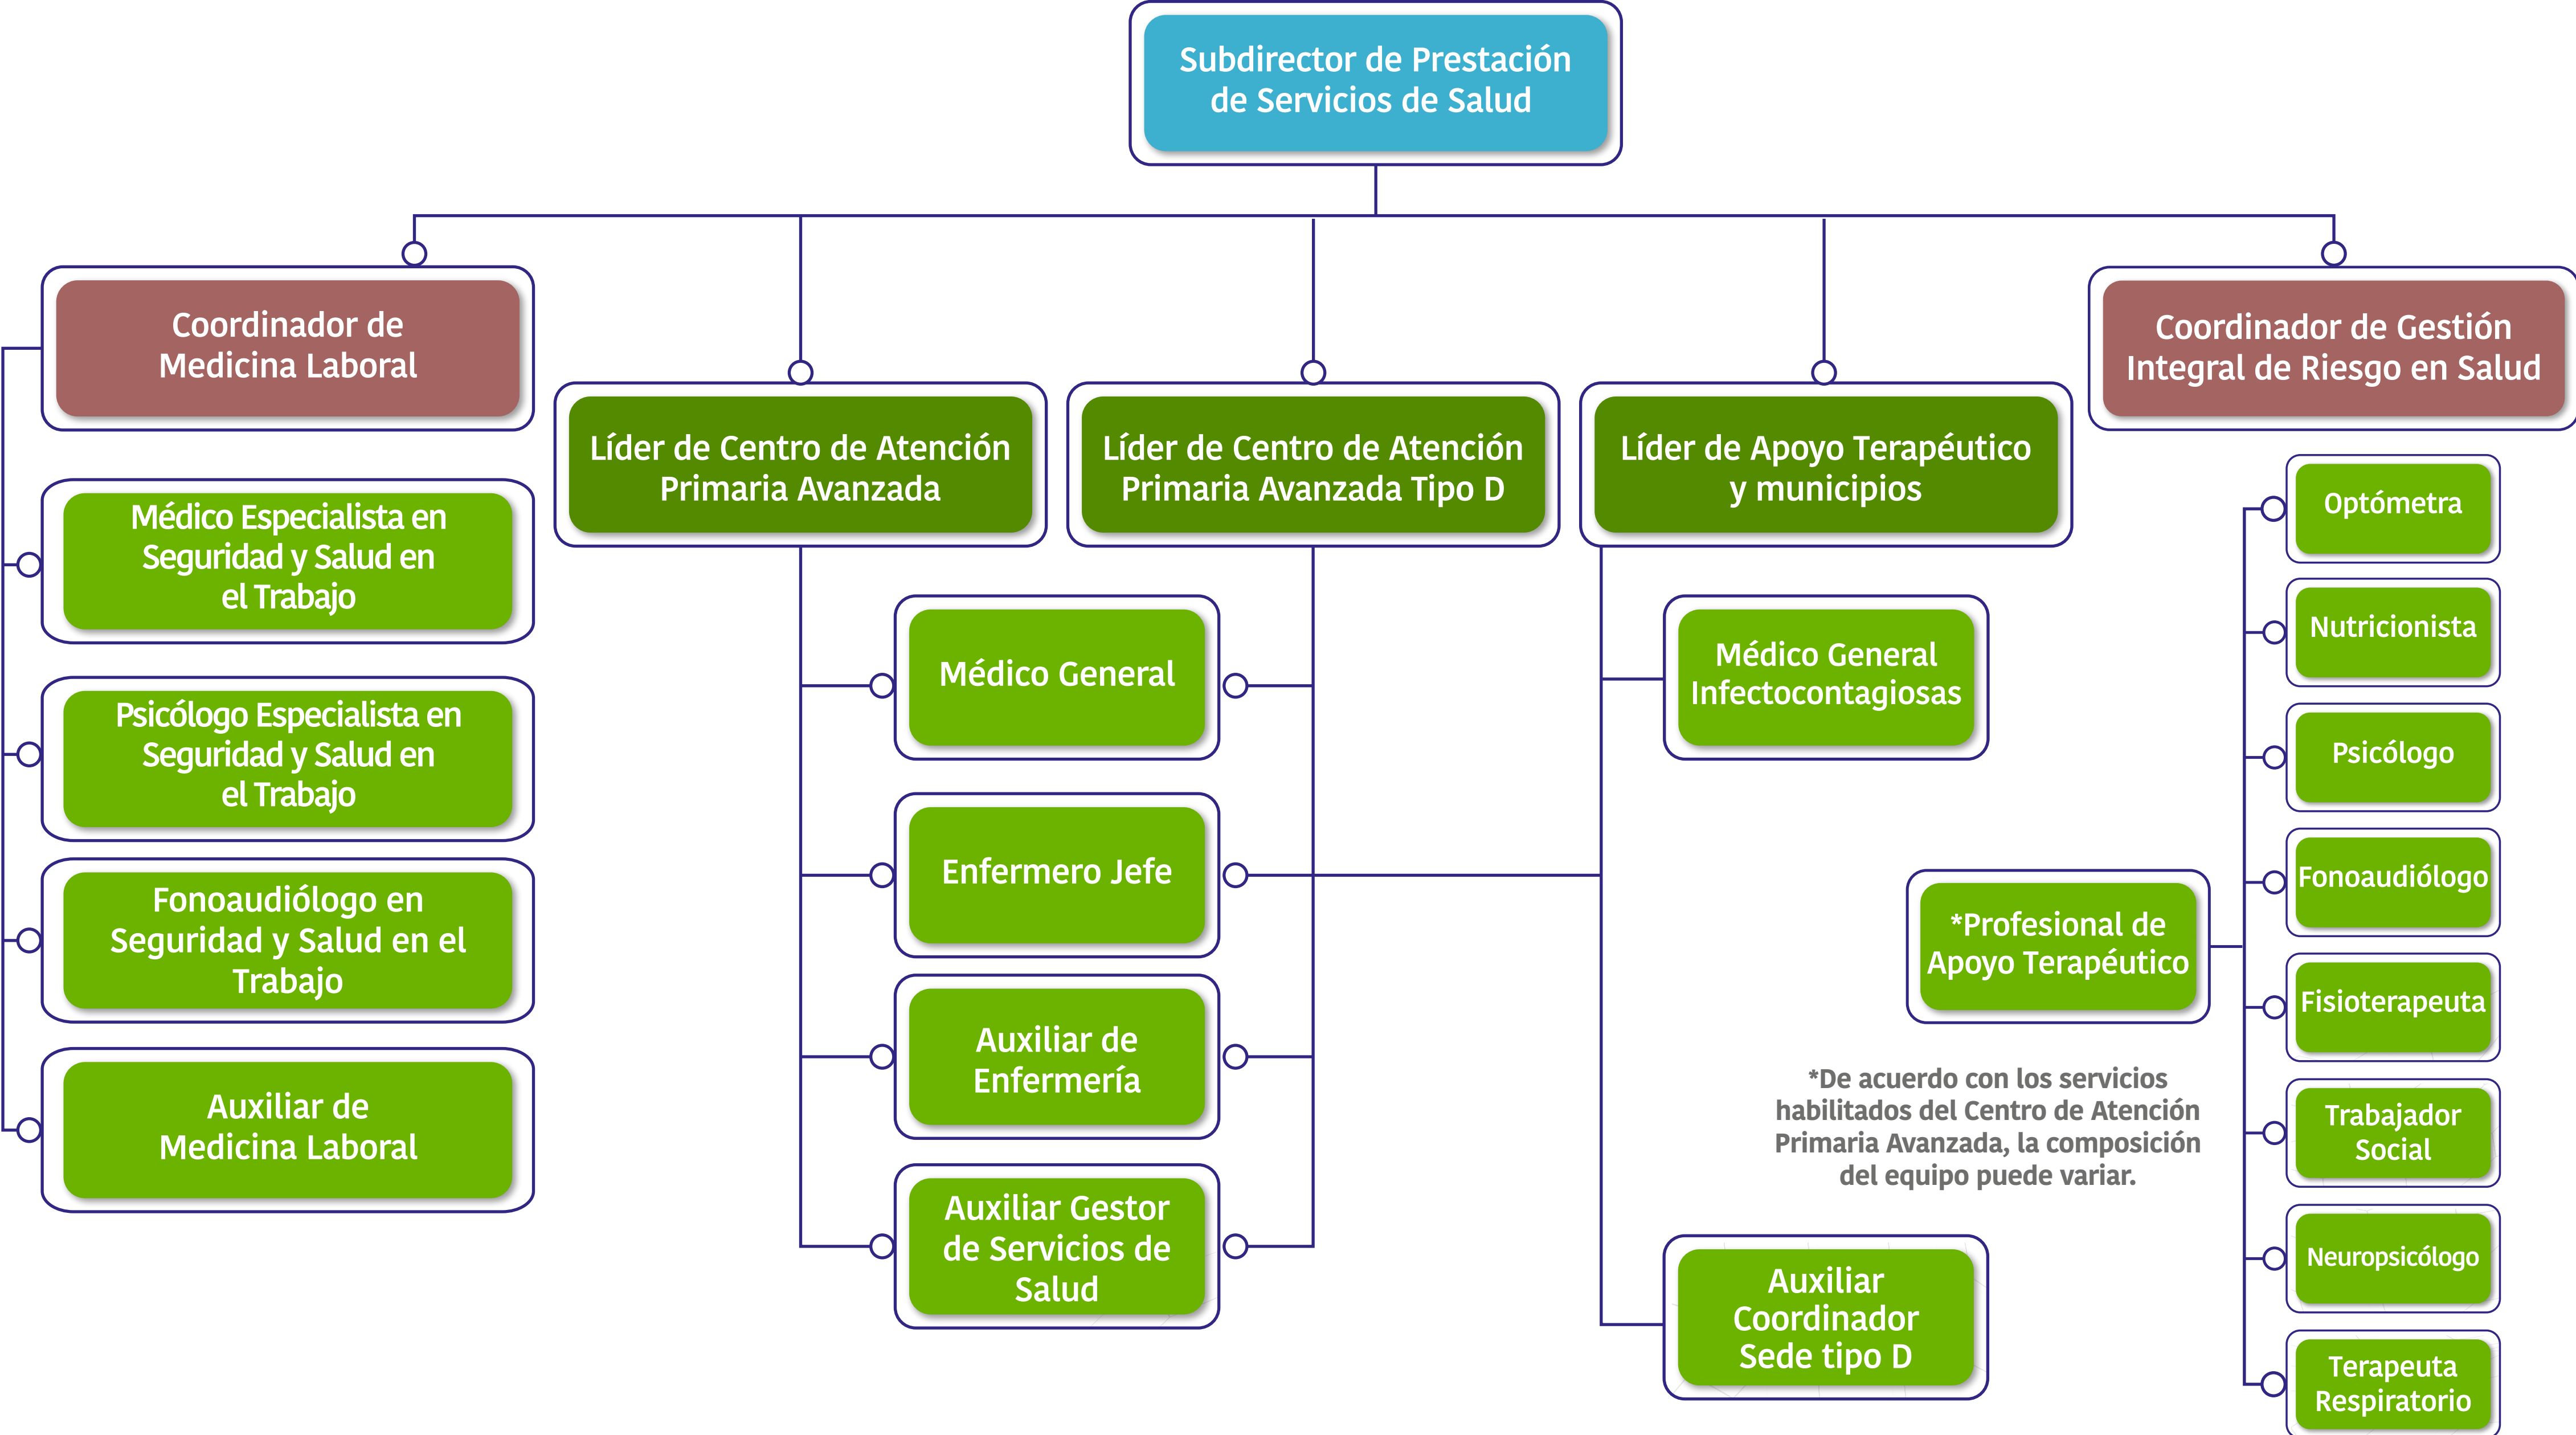 Subdirector de Prestación
de Servicios de Salud
Coordinador de
Medicina Laboral
Médico Especialista en
Seguridad y Salud en
el Trabajo
Psicólogo Especialista en
Seguridad y Salud en
el Trabajo
Fonoaudiólogo en
Seguridad y Salud en el
Trabajo
Auxiliar de
Medicina Laboral
Líder de Centro de Atención
Primaria Avanzada
Líder de Centro de Atención
Primaria Avanzada Tipo D
Médico General
Enfermero Jefe
Auxiliar de
Enfermería
Auxiliar Gestor
de Servicios de
Salud
Líder de Apoyo Terapéutico
y municipios
Médico General
Infectocontagiosas
Auxiliar
Coordinador
Sede tipo D
Coordinador de Gestión
Integral de Riesgo en Salud
*Profesional de
Apoyo Terapéutico
*De acuerdo con los servicios
habilitados del Centro de Atención
Primaria Avanzada, la composición
del equipo puede variar.
Optómetra
Nutricionista
Psicólogo
Fonoaudiólogo
Fisioterapeuta
Trabajador
Social
Neuropsicólogo
Terapeuta
Respiratorio